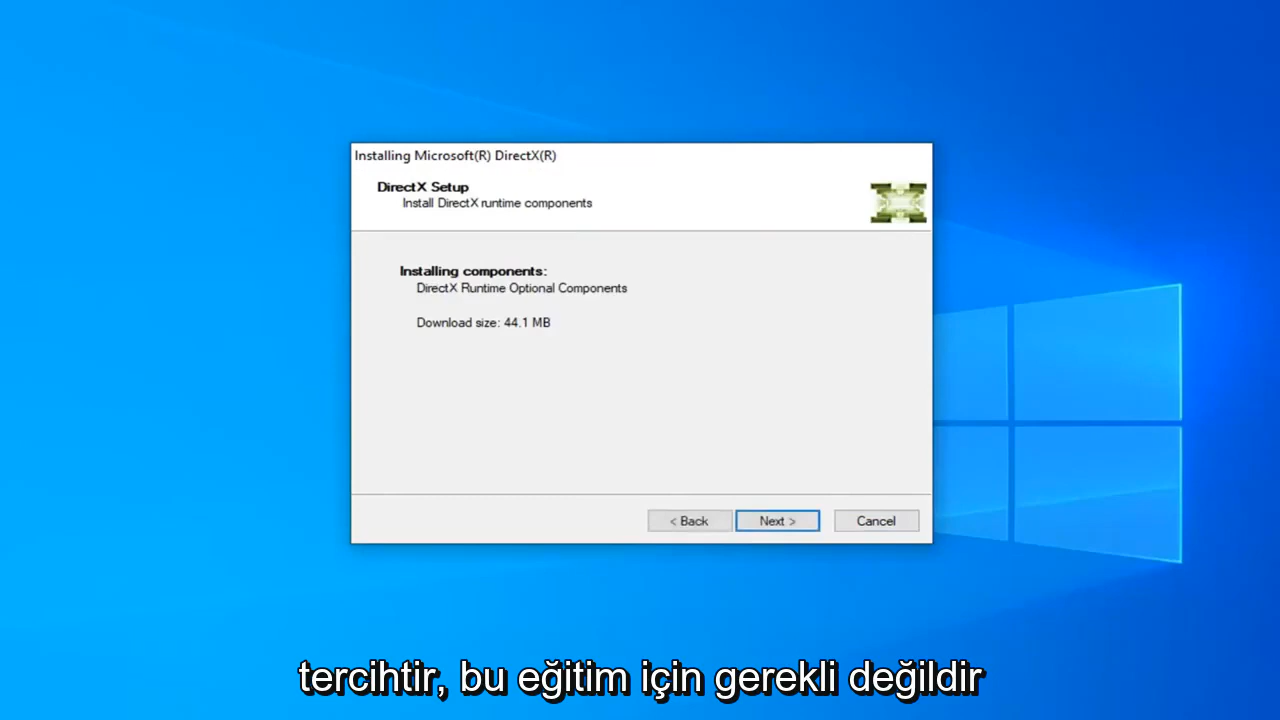 Installing Microsoft(R) DirectX(R)
DirectX Setup
Install DirectX runtime components
Installing components:
DirectX Runtime Optional Components
Download size: 44.1 MB
< Back Next > Cancel
tercihtir, bu eğitim için gerekli değildir